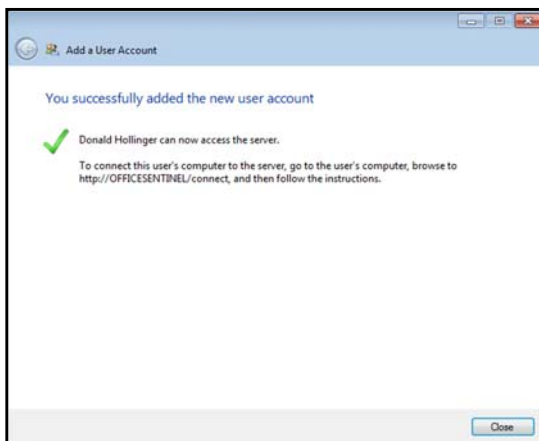 Add a User Account
You successfully added the new user account
Donald Hollinger can now access the server.
To connect this user's computer to the server, go to the user's computer, browse to
http://OFFICESENTINEL/connect, and then follow the instructions.
Close